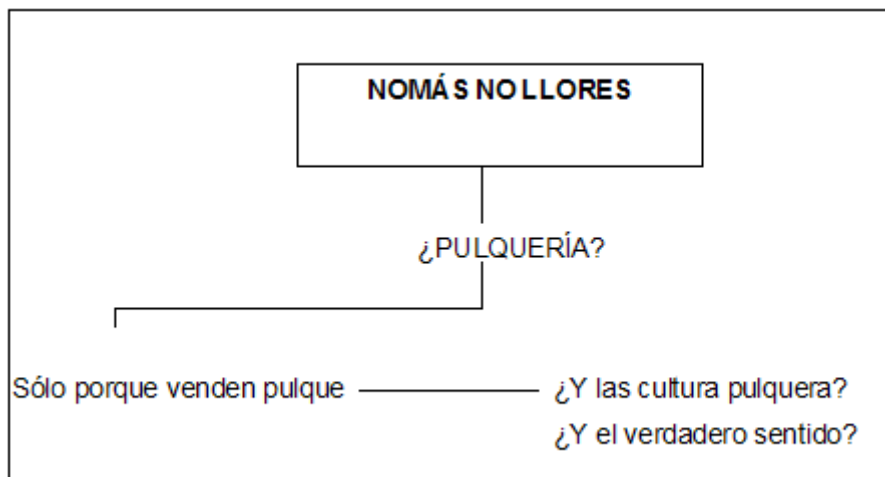 NOMÁS NO LLORES
¿PULQUERÍA?
Sólo porque venden pulque
¿Y las cultura pulquera?
¿Y el verdadero sentido?